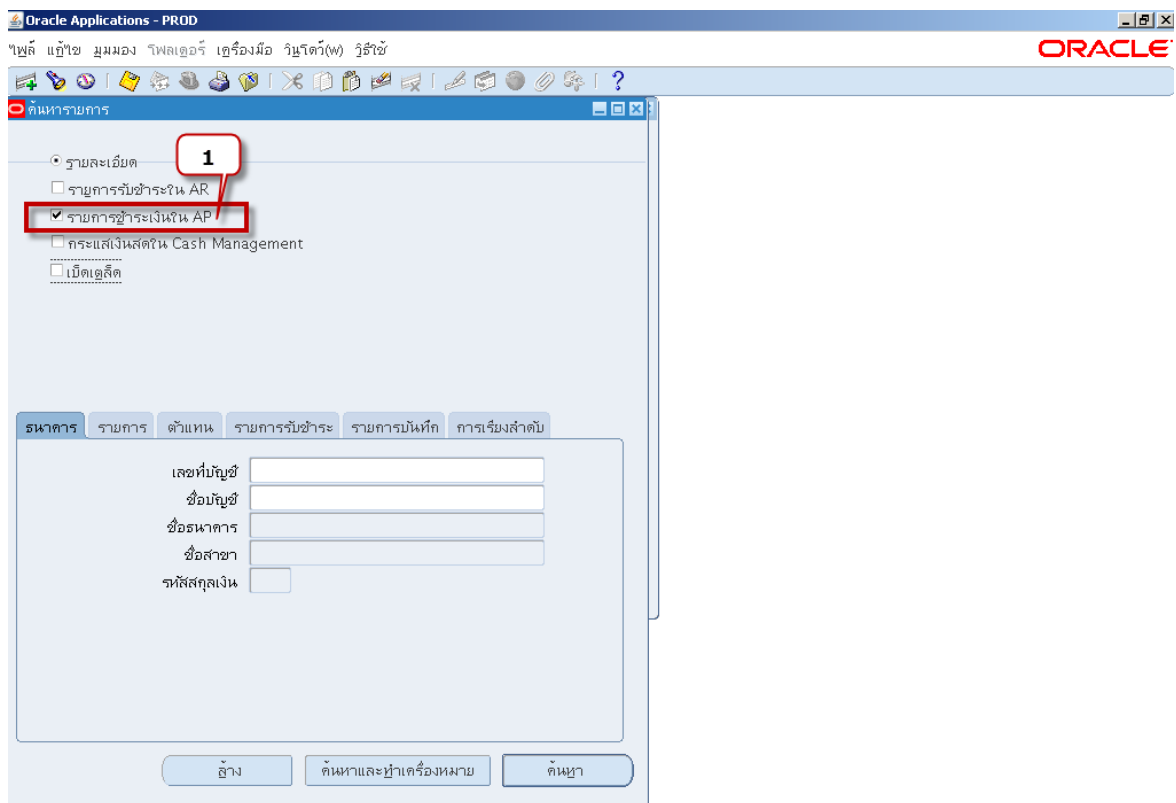 Oracle Applications - PROD
ไฟล์ แก้ไข มุมมอง โฟลเดอร์ เครื่องมือ วินโดว์(w) วิธีใช้
ORACLE
ค้นหารายการ
รายละเอียด
1
รายการรับชำระใน AR
รายการชำระเงินใน AP
กระแสเงินสดใน Cash Management
เบ็ดเตล็ด
ธนาคาร รายการ ตัวแทน รายการรับชำระ รายการบันทึก การเรียงลำดับ
เลขที่บัญชี
ชื่อบัญชี
ชื่อธนาคาร
ชื่อสาขา
รหัสสกุลเงิน
ล้าง ค้นหาและทำเครื่องหมาย ค้นหา